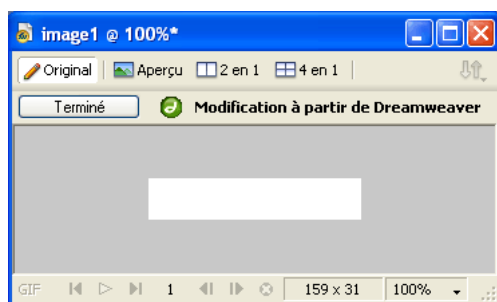 image1 @ 100%*
Original Aperçu 2 en 1 4 en 1
Terminé Modification à partir de Dreamweaver
GIF 1 159 x 31 100%